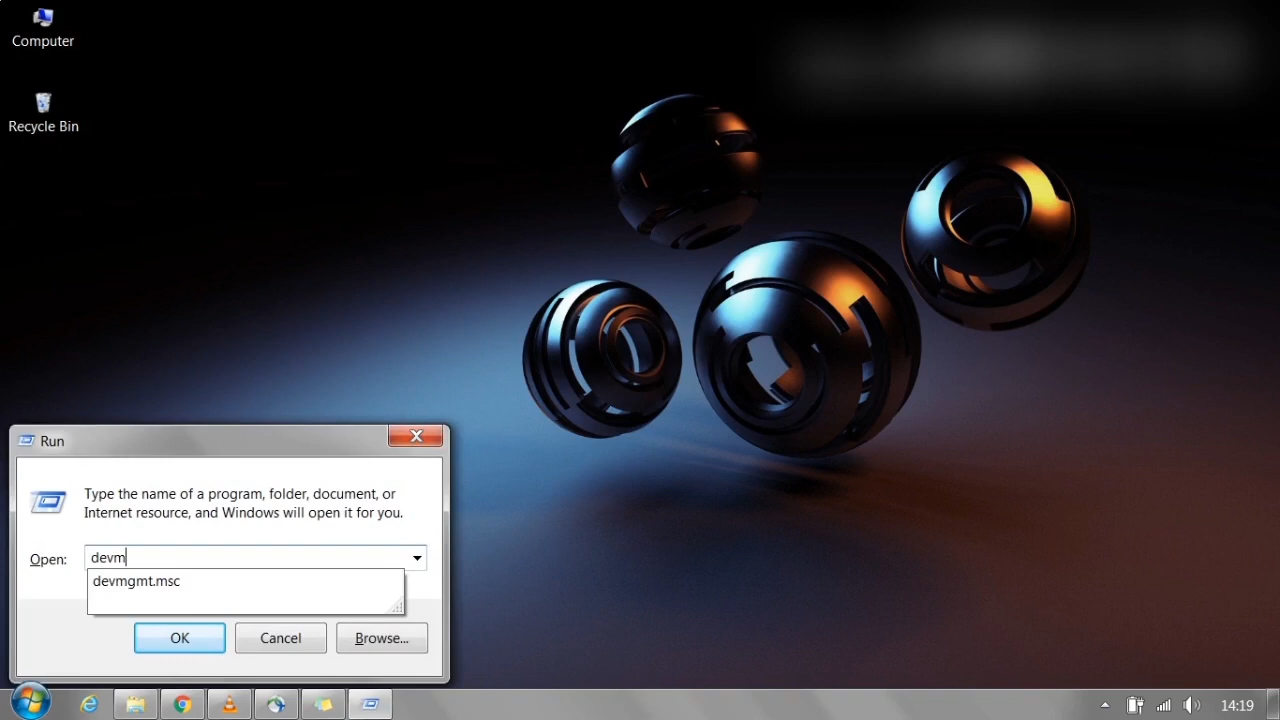 Computer
Recycle Bin
Run
Type the name of a program, folder, document, or
Internet resource, and Windows will open it for you.
Open: devm
devmgmt.msc
OK Cancel Browse...
14:19